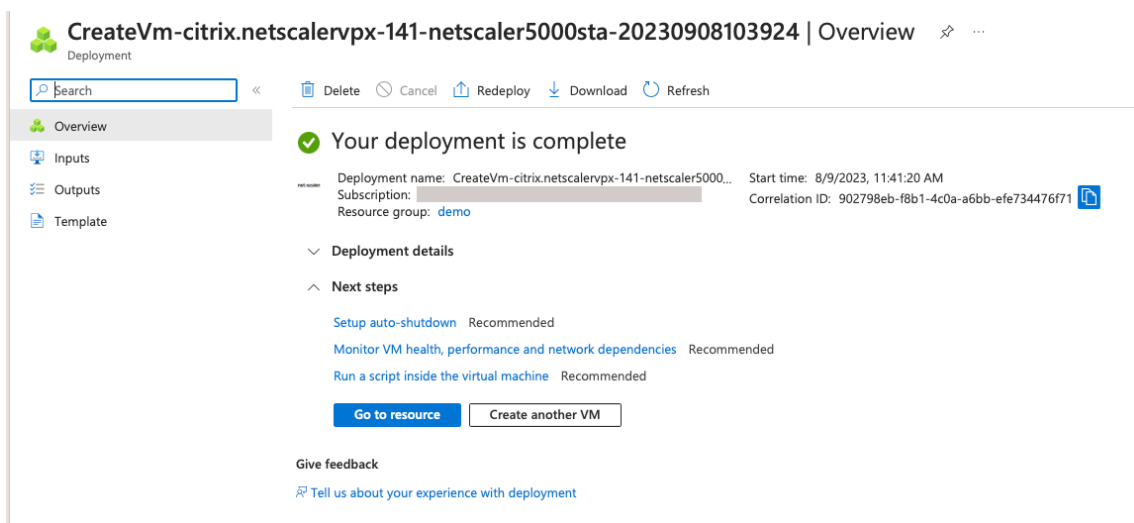 CreateVm-citrix.netscalervpx-141-netscaler5000sta-20230908103924 | Overview ...
Deployment
Search «
Delete Cancel Redeploy Download Refresh
Overview
Inputs
Outputs
Template
Your deployment is complete
net-scaler
Deployment name: CreateVm-citrix.netscalervpx-141-netscaler5000... Start time: 8/9/2023, 11:41:20 AM
Subscription: Correlation ID: 902798eb-f8b1-4c0a-a6bb-efe734476f71
Resource group: demo
Deployment details
Next steps
Setup auto-shutdown Recommended
Monitor VM health, performance and network dependencies Recommended
Run a script inside the virtual machine Recommended
Go to resource Create another VM
Give feedback
Tell us about your experience with deployment